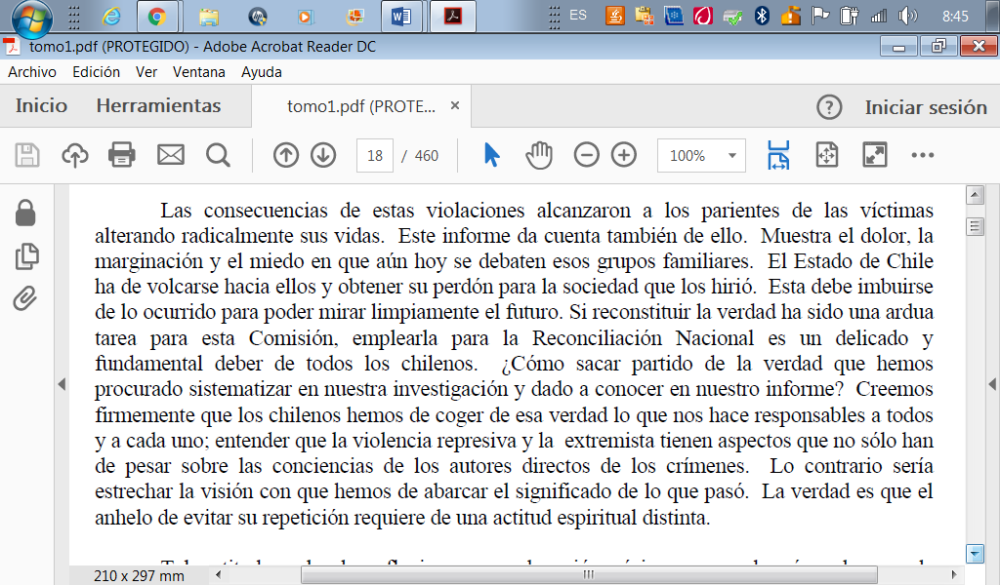 ES 8:45
tomo1.pdf (PROTEGIDO) - Adobe Acrobat Reader DC
Archivo Edición Ver Ventana Ayuda
Inicio Herramientas tomo1.pdf (PROTE... × ? Iniciar sesión
18 / 460 100%
Las consecuencias de estas violaciones alcanzaron a los parientes de las víctimas
alterando radicalmente sus vidas. Este informe da cuenta también de ello. Muestra el dolor, la
marginación y el miedo en que aún hoy se debaten esos grupos familiares. El Estado de Chile
ha de volcarse hacia ellos y obtener su perdón para la sociedad que los hirió. Esta debe imbuirse
de lo ocurrido para poder mirar limpiamente el futuro. Si reconstituir la verdad ha sido una ardua
tarea para esta Comisión, emplearla para la Reconciliación Nacional es un delicado y
fundamental deber de todos los chilenos. ¿Cómo sacar partido de la verdad que hemos
procurado sistematizar en nuestra investigación y dado a conocer en nuestro informe? Creemos
firmemente que los chilenos hemos de coger de esa verdad lo que nos hace responsables a todos
y a cada uno; entender que la violencia represiva y la extremista tienen aspectos que no sólo han
de pesar sobre las conciencias de los autores directos de los crímenes. Lo contrario sería
estrechar la visión con que hemos de abarcar el significado de lo que pasó. La verdad es que el
anhelo de evitar su repetición requiere de una actitud espiritual distinta.
210 x 297 mm